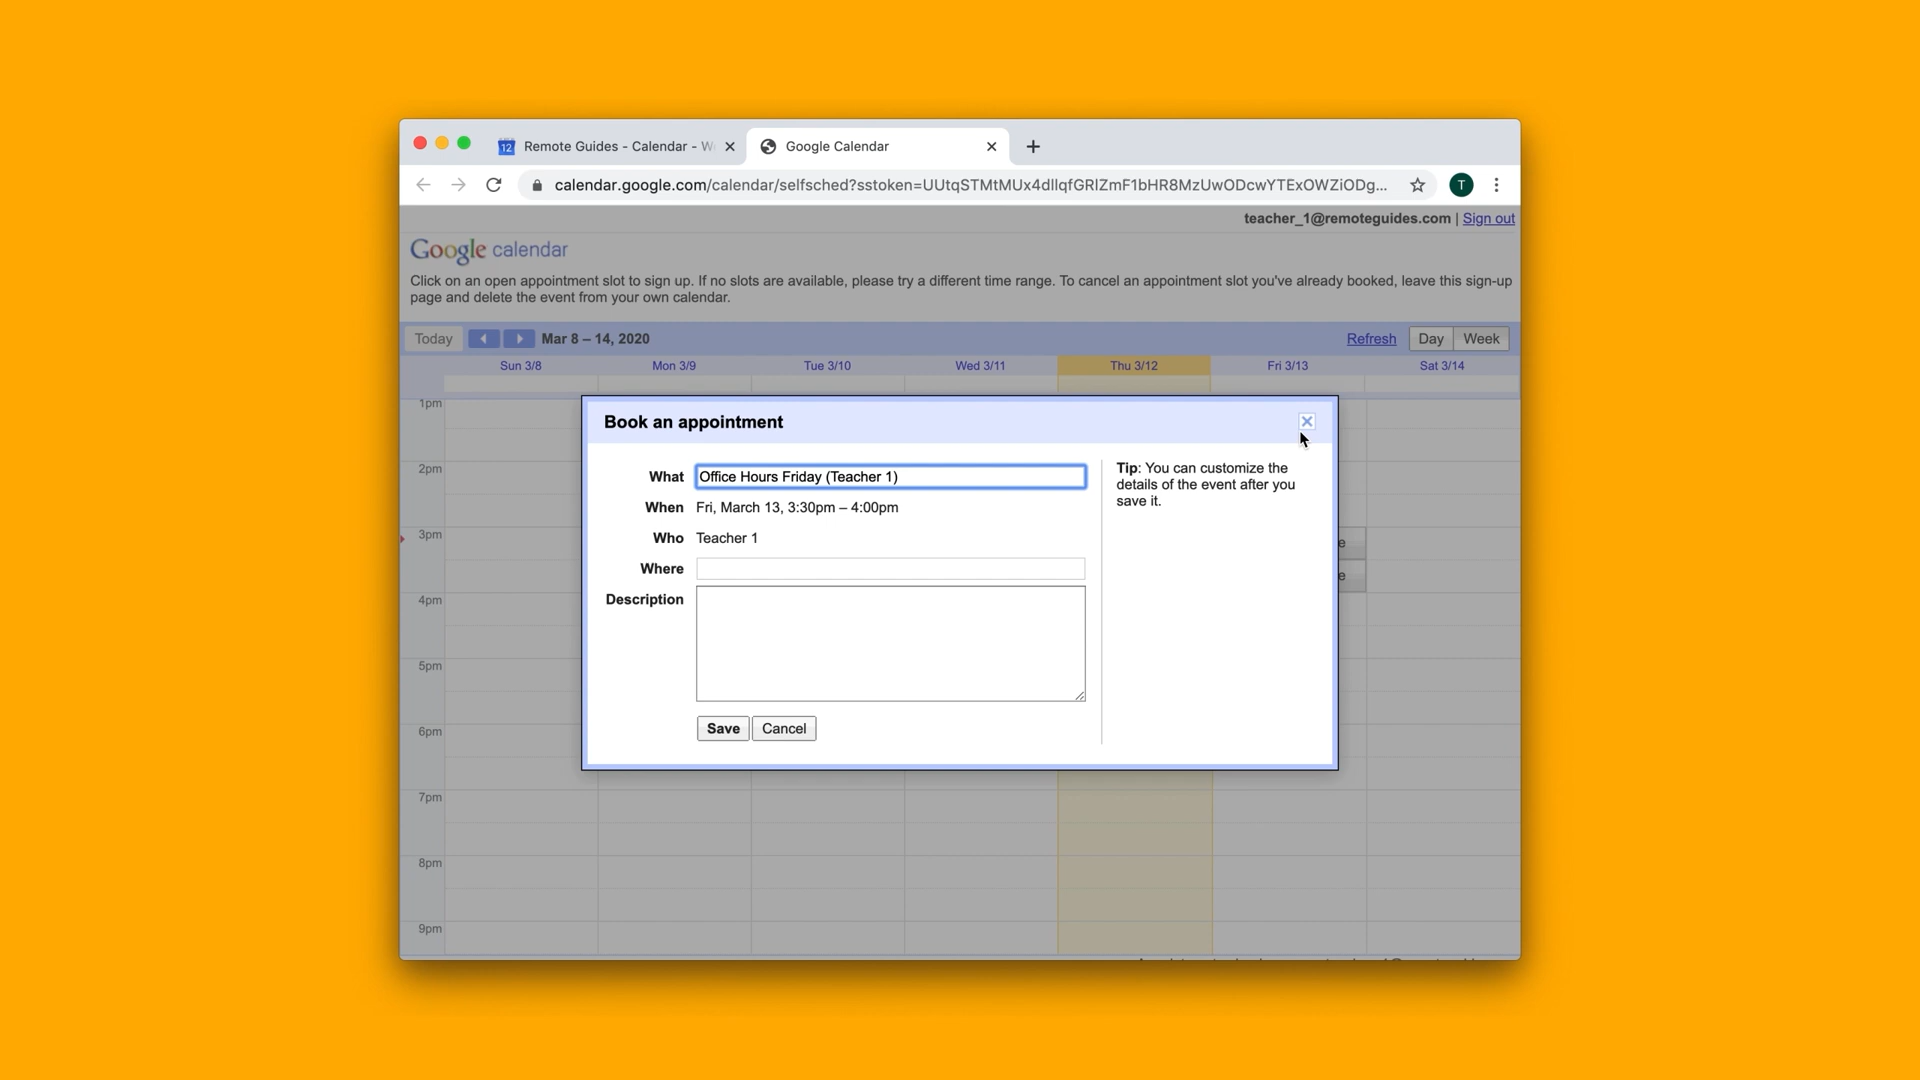 12 Remote Guides - Calendar - W
Google Calendar
calendar.google.com/calendar/selfsched?sstoken=UUtqSTMtMUx4dllqfGRlZmF1bHR8MzUwODcwYTExOWZiODg...
T
teacher_1@remoteguides.com | Sign out
Google calendar
Click on an open appointment slot to sign up. If no slots are available, please try a different time range. To cancel an appointment slot you've already booked, leave this sign-up
page and delete the event from your own calendar.
Today
Mar 8 – 14, 2020
Refresh
Day
Week
Sun 3/8
Mon 3/9
Tue 3/10
Wed 3/11
Thu 3/12
Fri 3/13
Sat 3/14
1pm
2pm
3pm
4pm
5pm
6pm
7pm
8pm
9pm
Book an appointment
What Office Hours Friday (Teacher 1)
When Fri, March 13, 3:30pm – 4:00pm
Who Teacher 1
Where
Description
Save
Cancel
Tip: You can customize the
details of the event after you
save it.
e
e